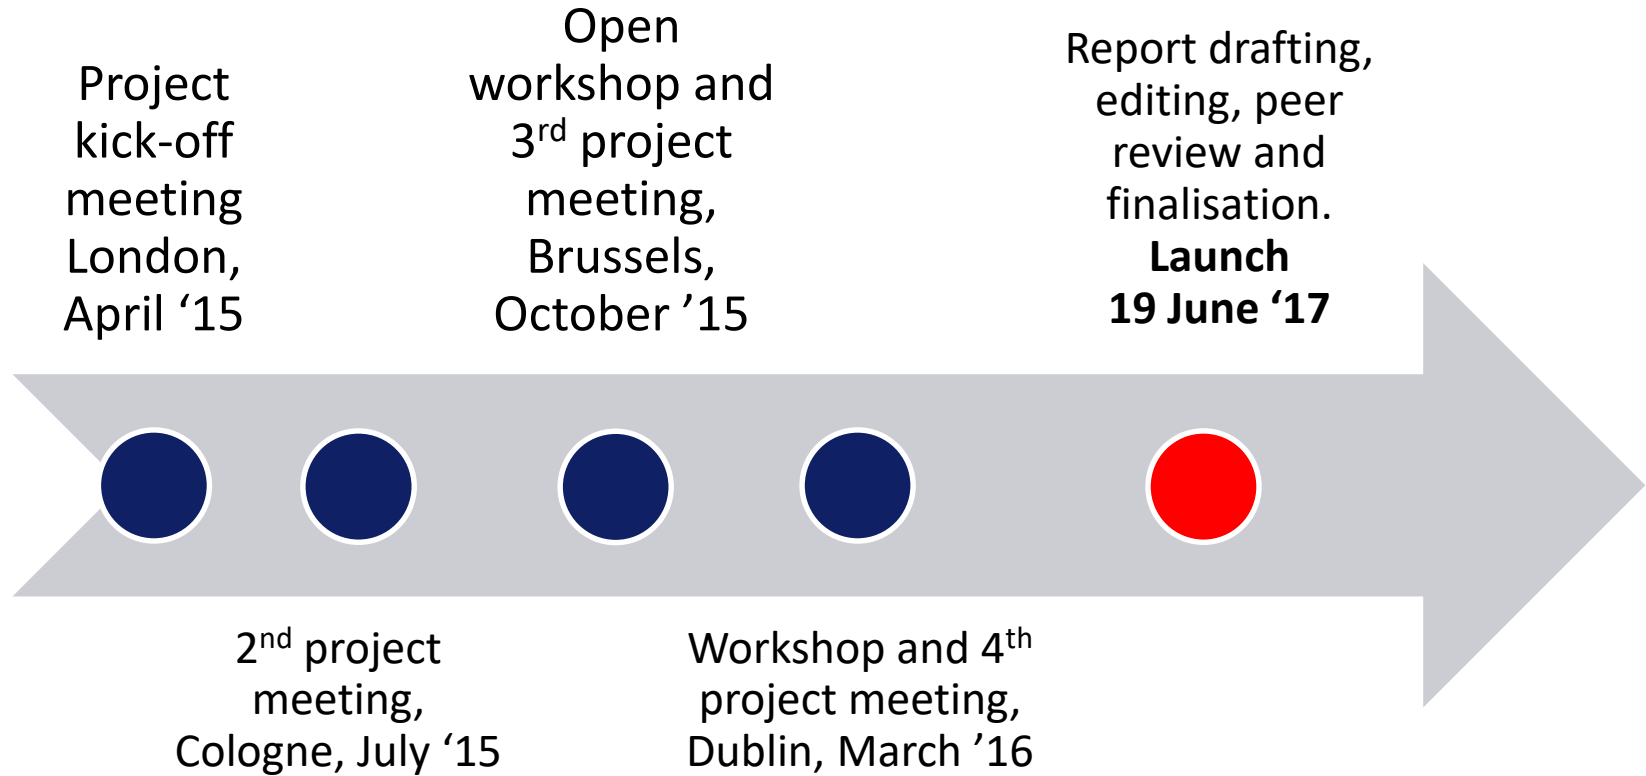 Project
kick-off
meeting
London,
April ‘15
2nd project
meeting,
Cologne, July ‘15
Open
workshop and
3rd project
meeting,
Brussels,
October ’15
Workshop and 4th
project meeting,
Dublin, March ’16
Report drafting,
editing, peer
review and
finalisation.
Launch
19 June ‘17